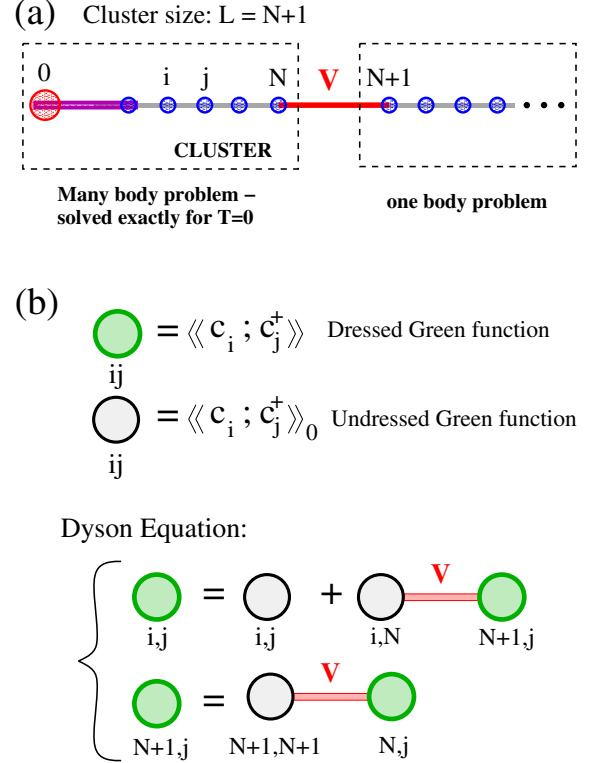 (a) Cluster size: L = N+1
0 i j N V N+1
CLUSTER
Many body problem –
solved exactly for T=0
one body problem
(b)
= ⟪ c_i ; c_j^+ ⟫ Dressed Green function
ij
= ⟪ c_i ; c_j^+ ⟫_0 Undressed Green function
ij
Dyson Equation:
= + V
i,j i,j i,N N+1,j
= V
N+1,j N+1,N+1 N,j